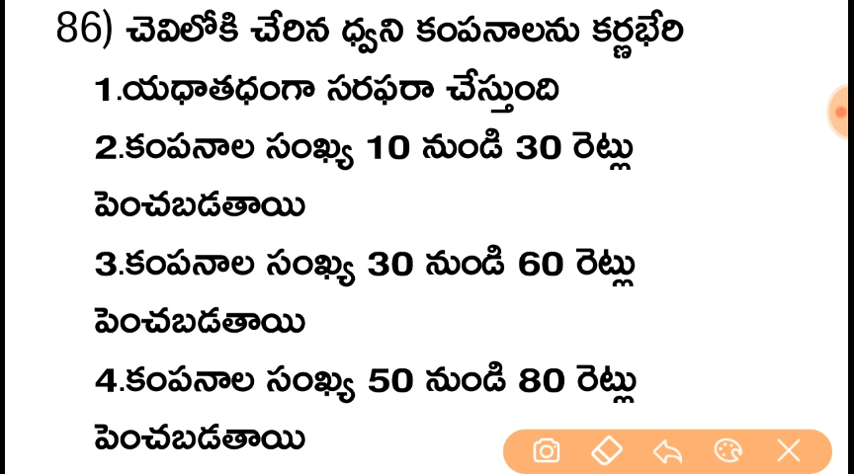 86) చెవిలోకి చేరిన ధ్వని కంపనాలను కర్ణభేరి
1.యధాతధంగా సరఫరా చేస్తుంది
2.కంపనాల సంఖ్య 10 నుండి 30 రెట్లు
పెంచబడతాయి
3.కంపనాల సంఖ్య 30 నుండి 60 రెట్లు
పెంచబడతాయి
4.కంపనాల సంఖ్య 50 నుండి 80 రెట్లు
పెంచబడతాయి